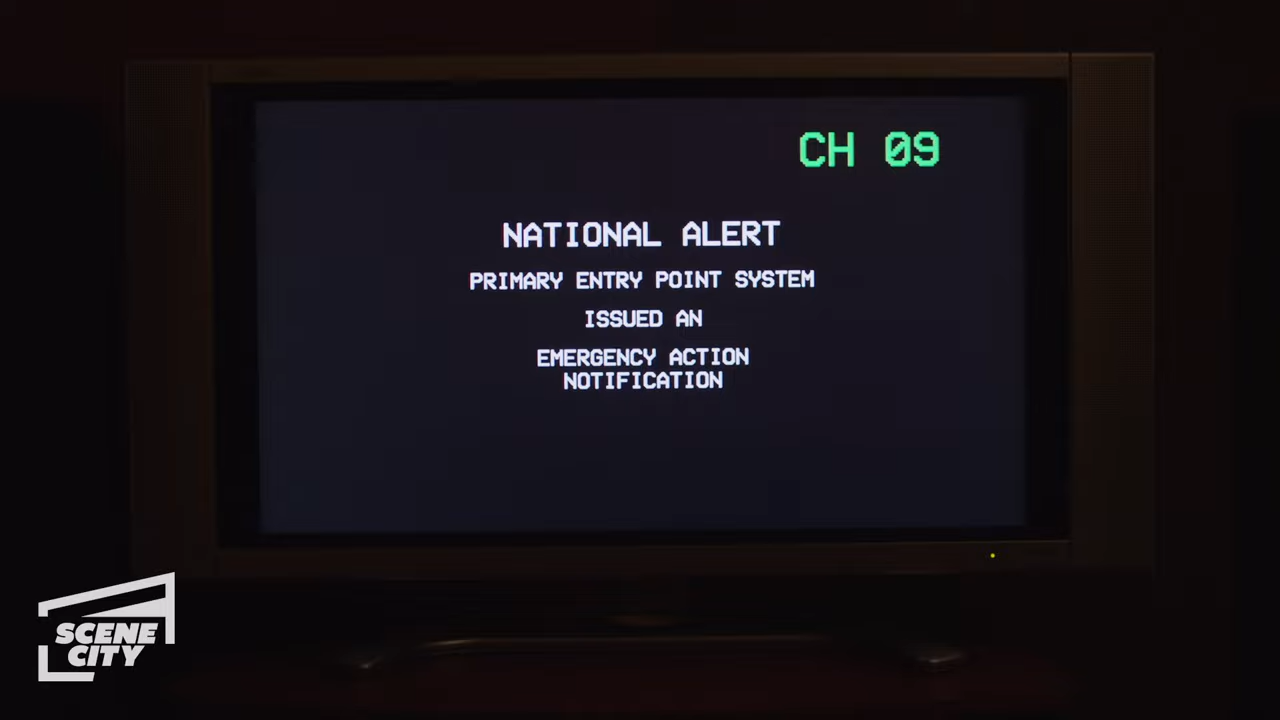 CH 09
NATIONAL ALERT
PRIMARY ENTRY POINT SYSTEM
ISSUED AN
EMERGENCY ACTION
NOTIFICATION
SCENE
CITY